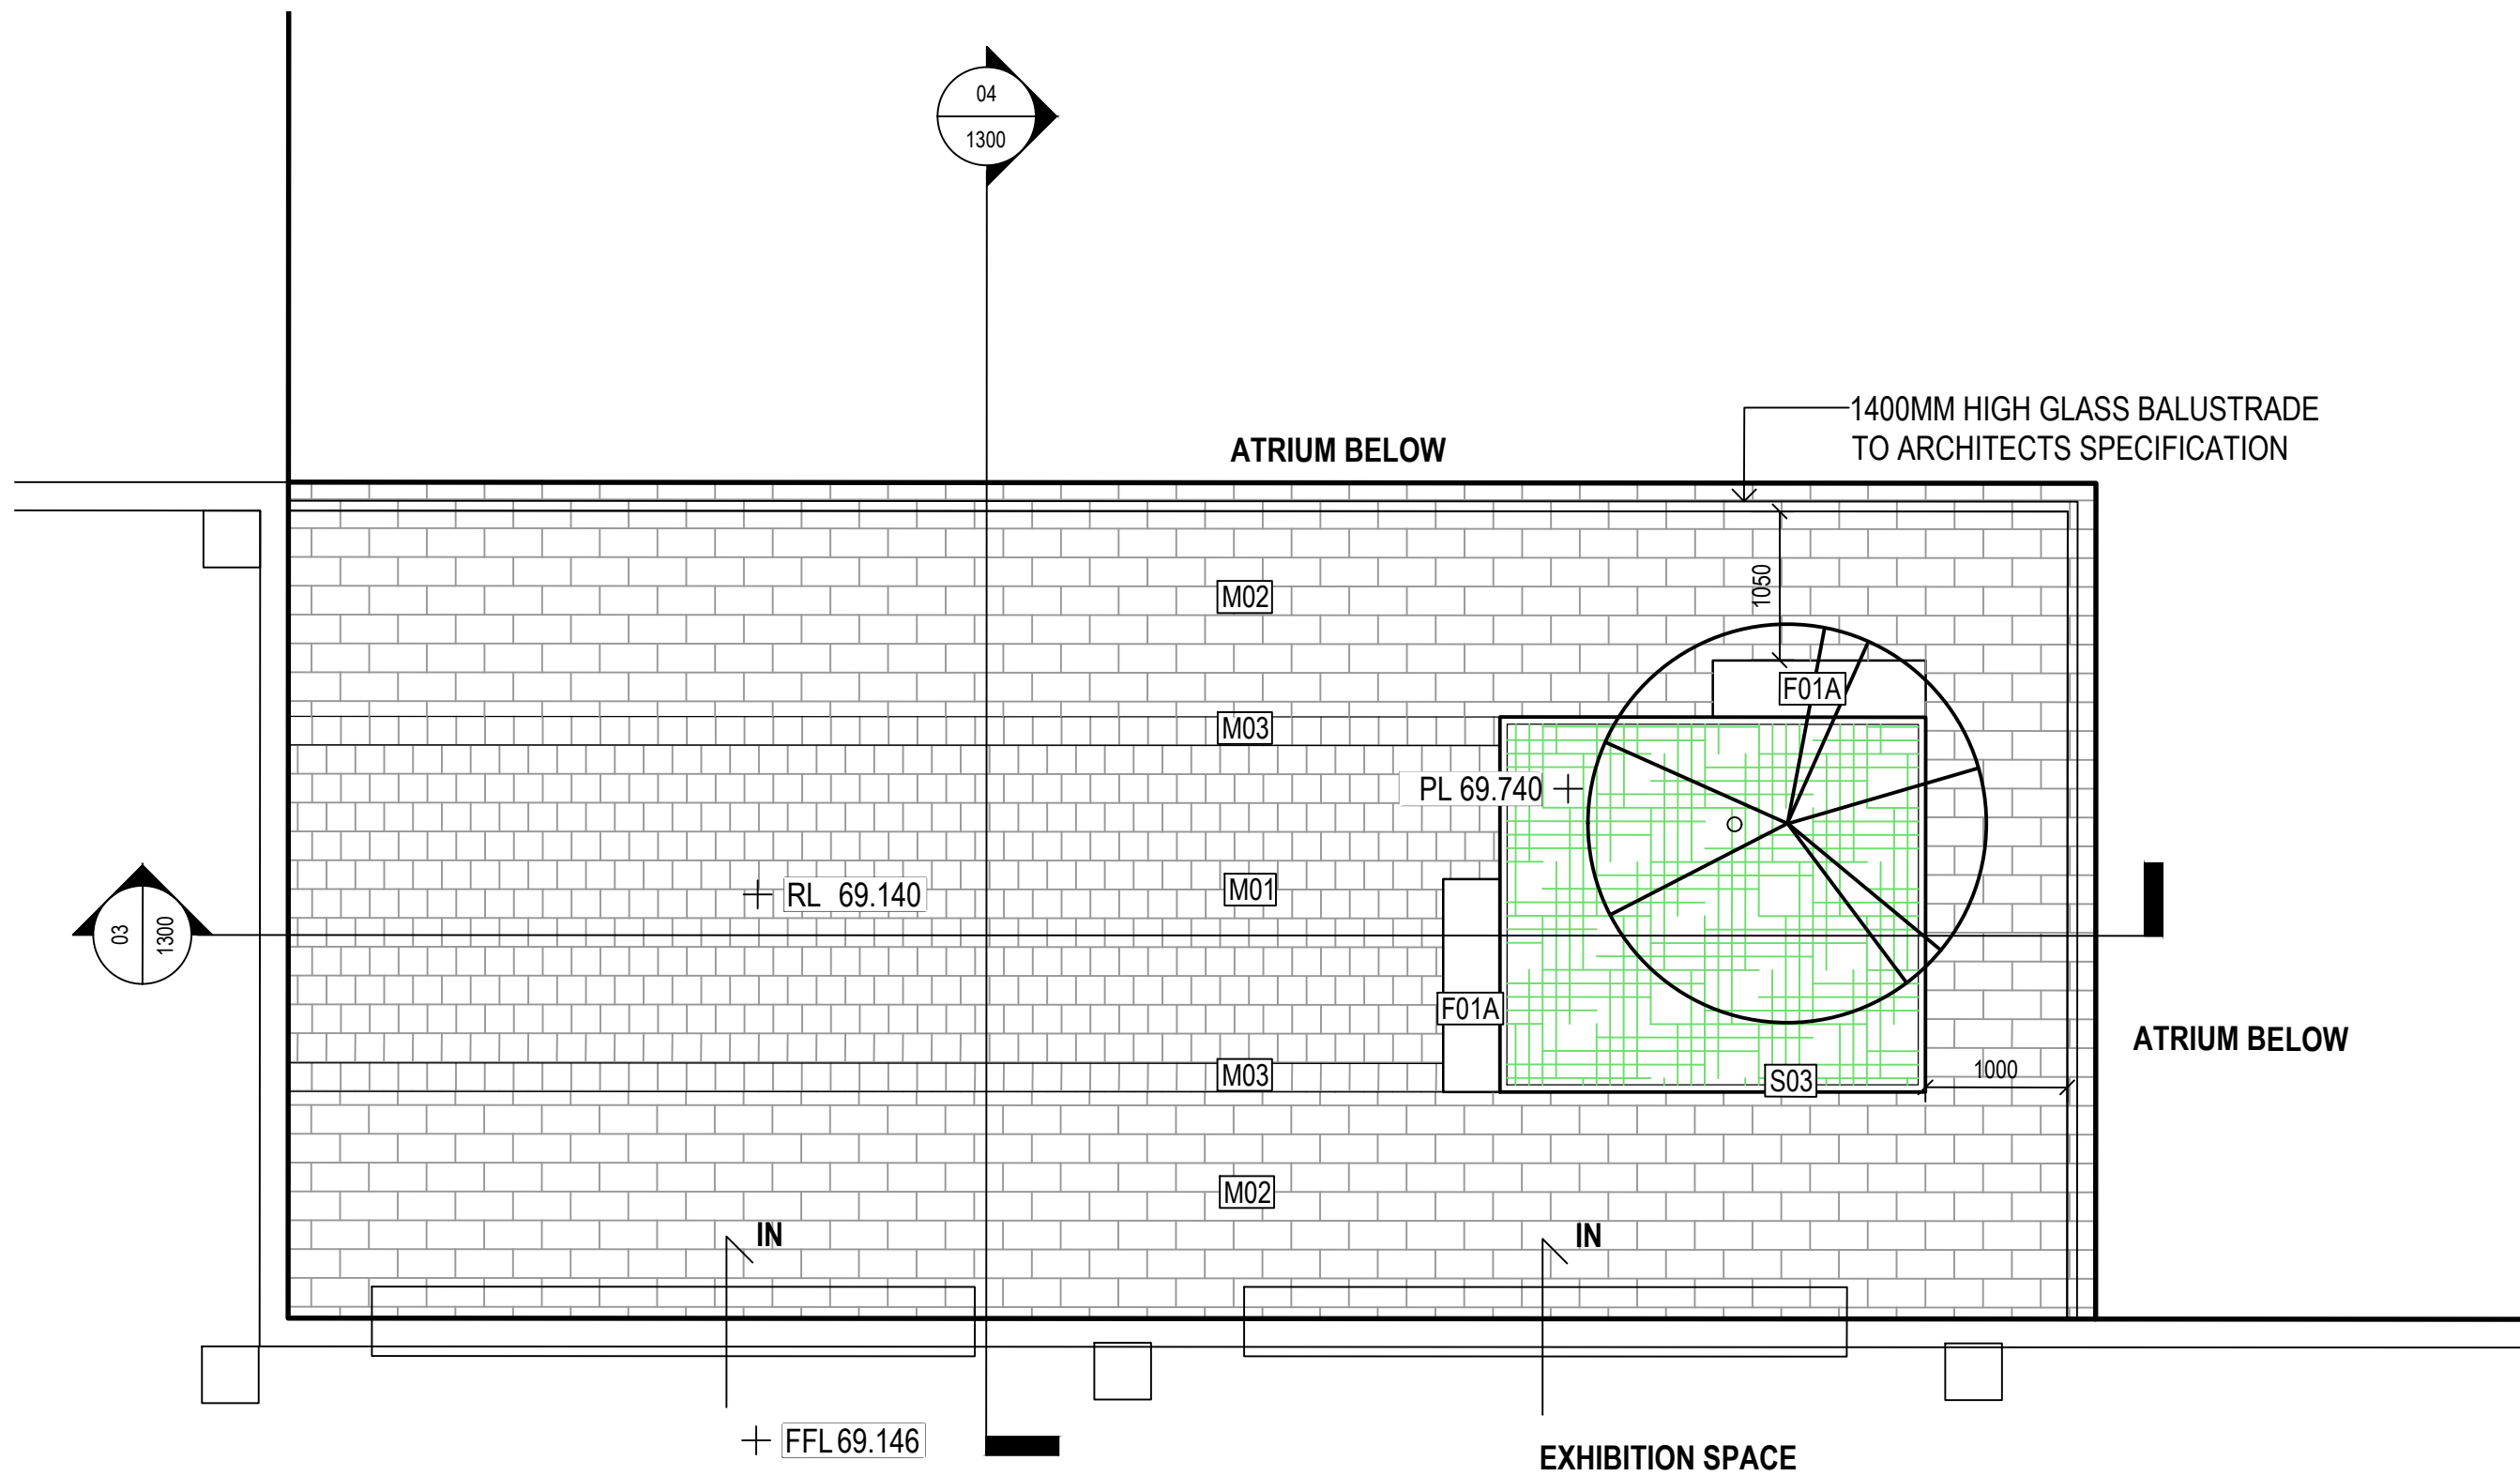 04
1300
1400MM HIGH GLASS BALUSTRADE
TO ARCHITECTS SPECIFICATION
ATRIUM BELOW
1050
M02
F01A
M03
PL 69.740
RL 69.140
M01
03
1300
F01A
ATRIUM BELOW
M03
S03
1000
M02
IN
IN
FFL 69.146
EXHIBITION SPACE